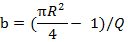 b = (πR²/4 − 1)/Q